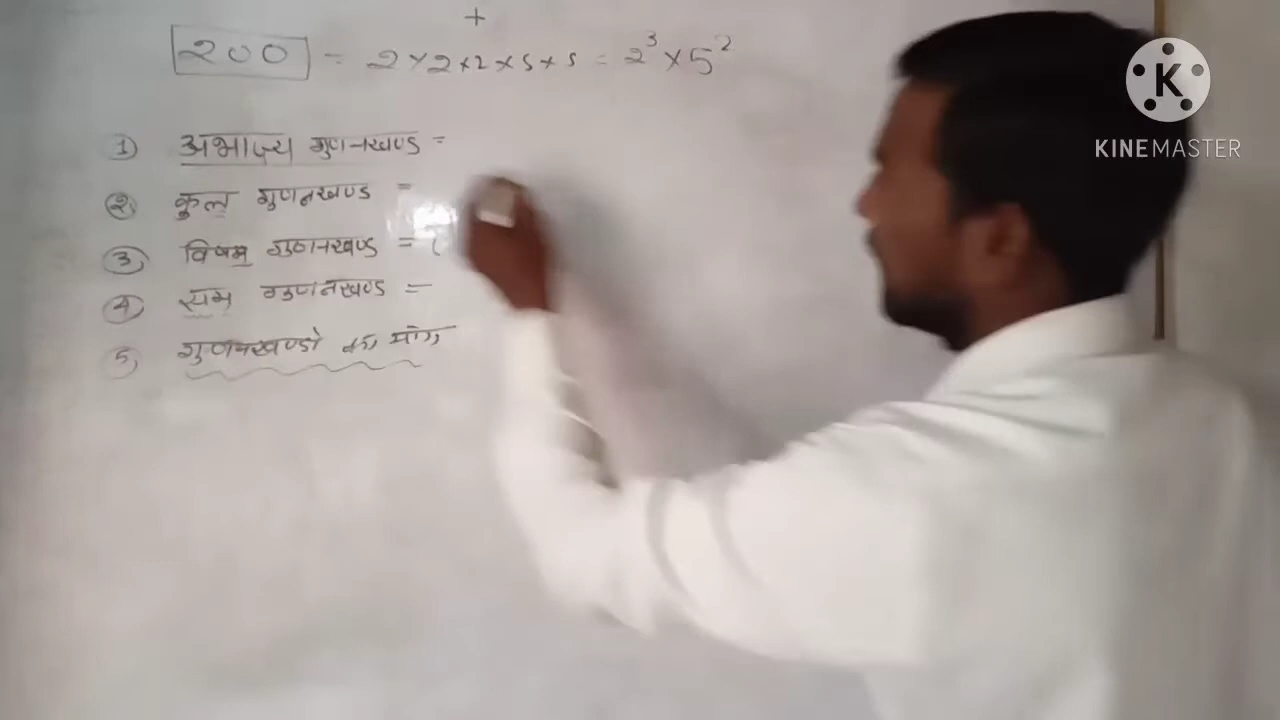 200 = 2×2×2×5×5 = 2³×5²
1) अभाज्य गुणनखण्ड =
2) कुल गुणनखण्ड =
3) विषम गुणनखण्ड = (
4) सम गुणनखण्ड =
5) गुणनखण्डो का योग
K
KINEMASTER